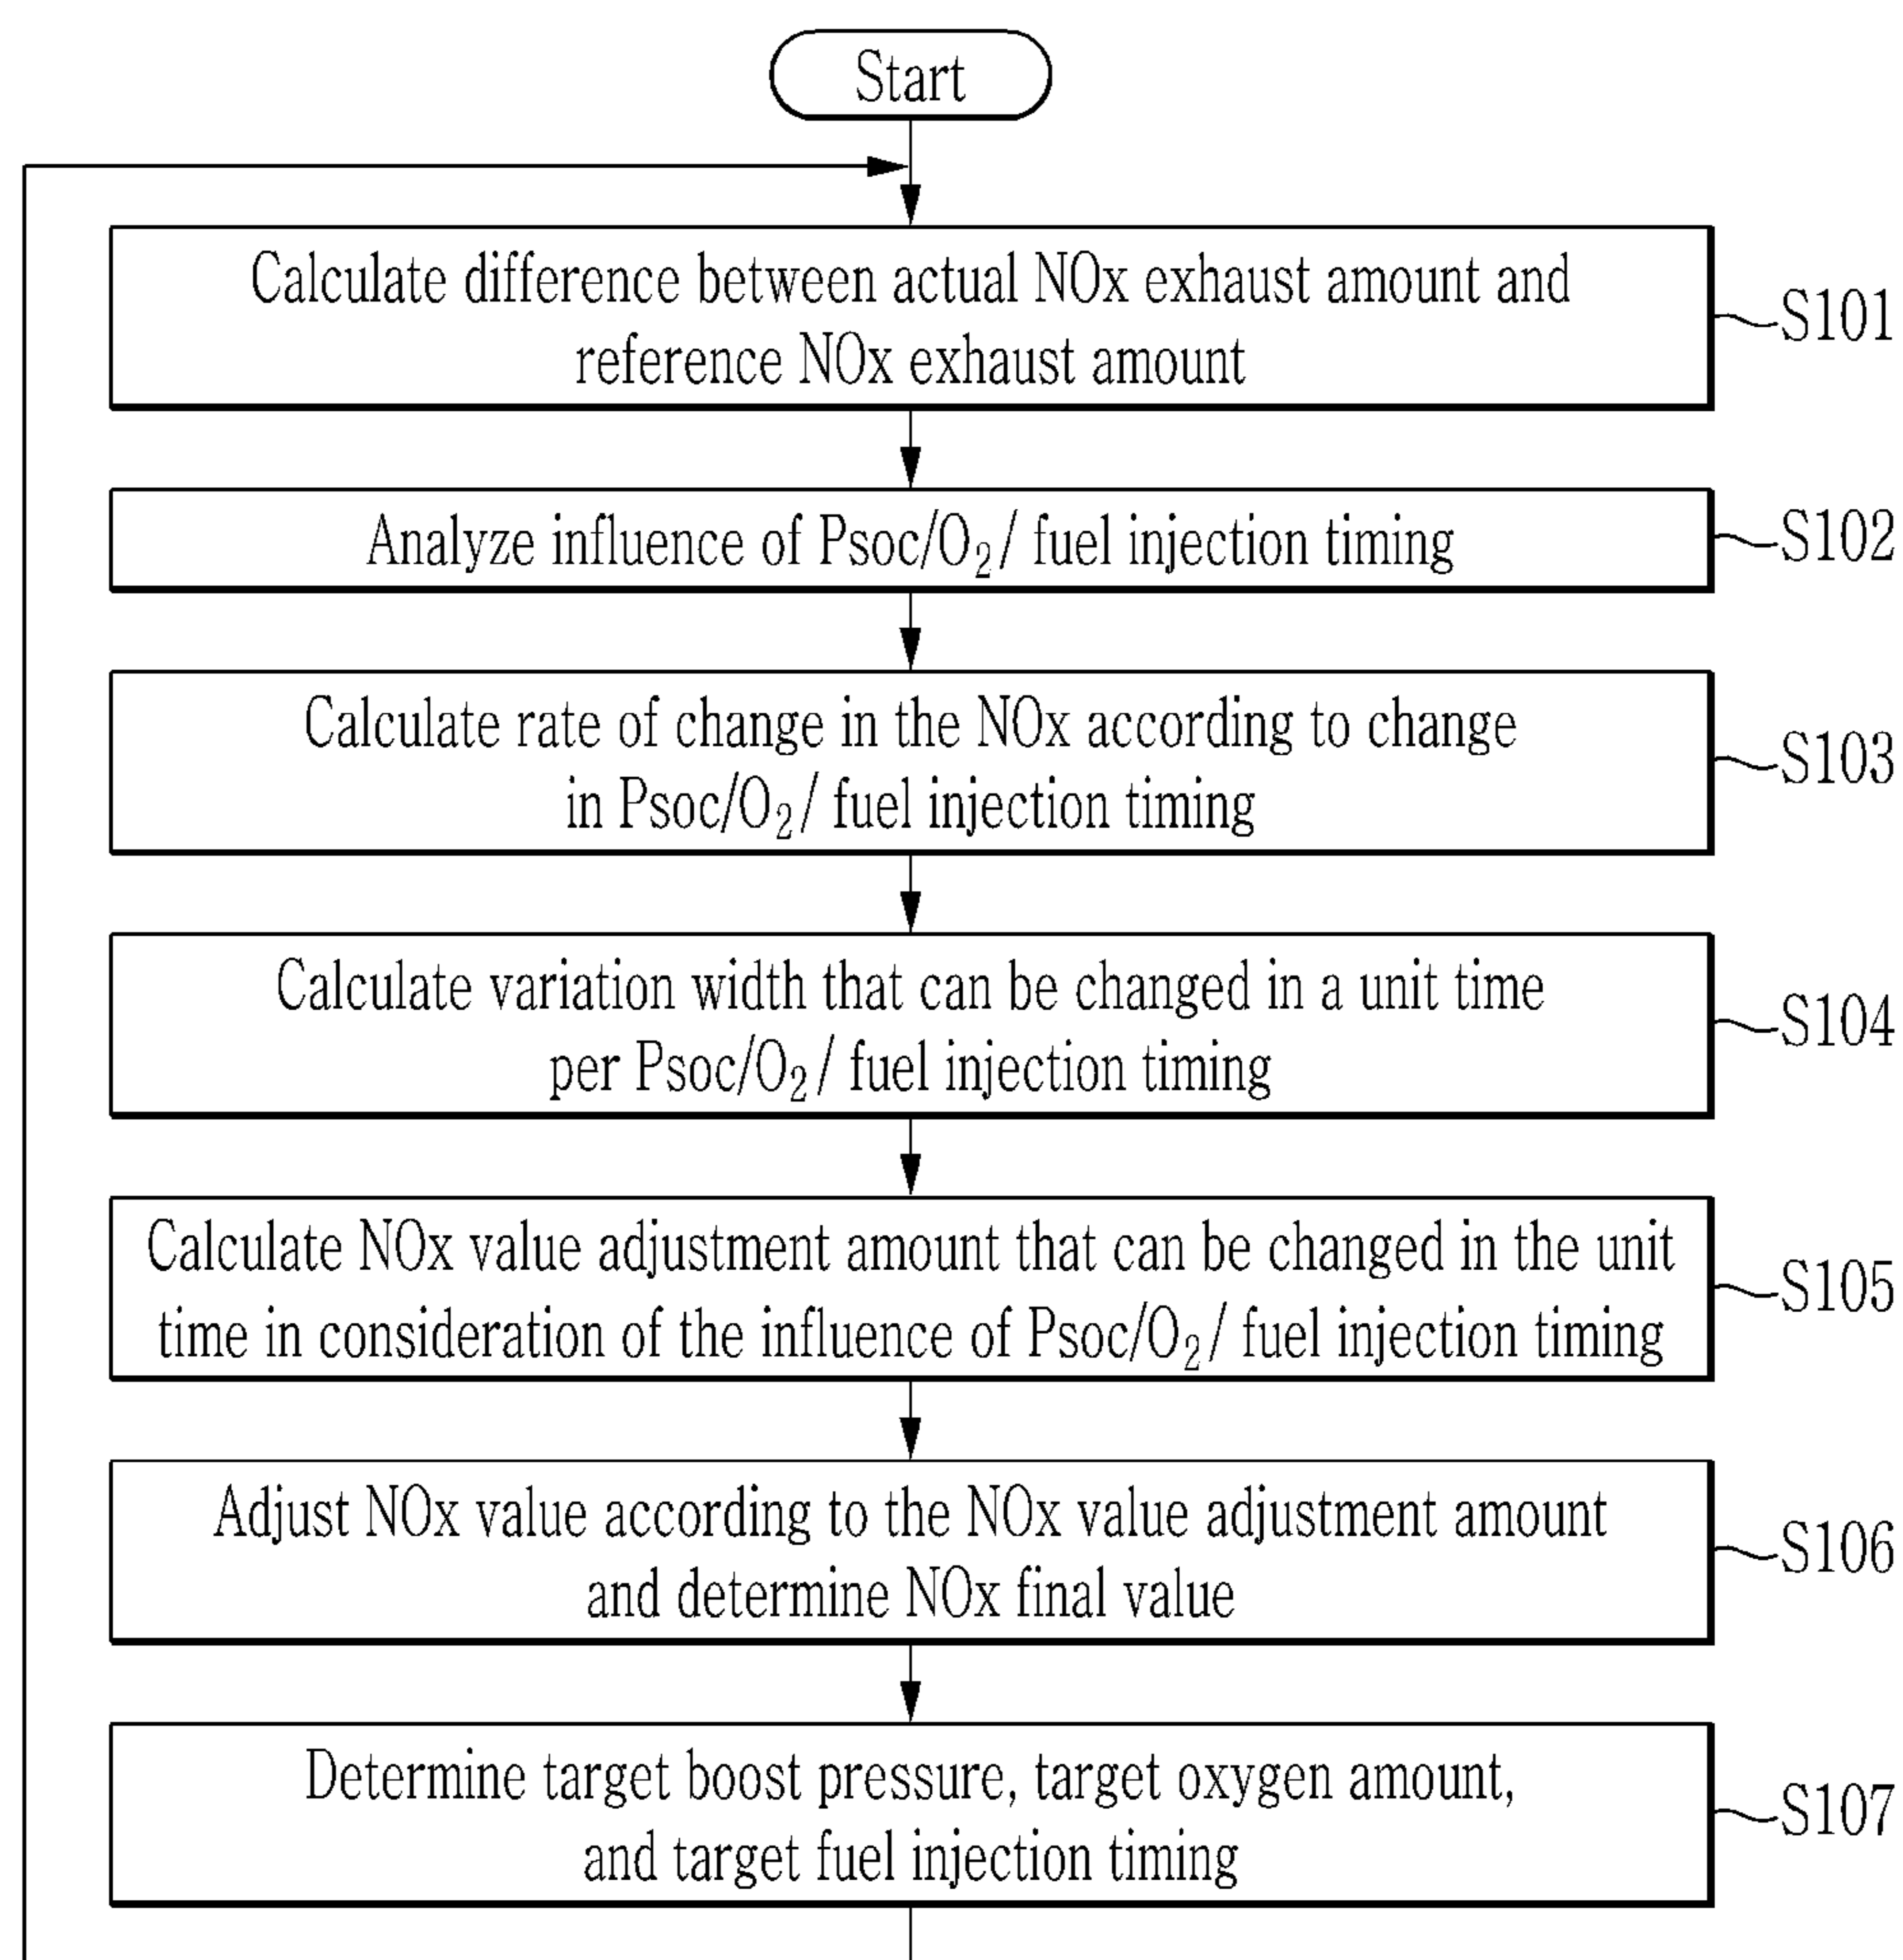 Start
Calculate difference between actual NOx exhaust amount and
reference NOx exhaust amount
S101
Analyze influence of Psoc/O₂/ fuel injection timing
S102
Calculate rate of change in the NOx according to change
in Psoc/O₂/ fuel injection timing
S103
Calculate variation width that can be changed in a unit time
per Psoc/O₂/ fuel injection timing
S104
Calculate NOx value adjustment amount that can be changed in the unit
time in consideration of the influence of Psoc/O₂/ fuel injection timing
S105
Adjust NOx value according to the NOx value adjustment amount
and determine NOx final value
S106
Determine target boost pressure, target oxygen amount,
and target fuel injection timing
S107